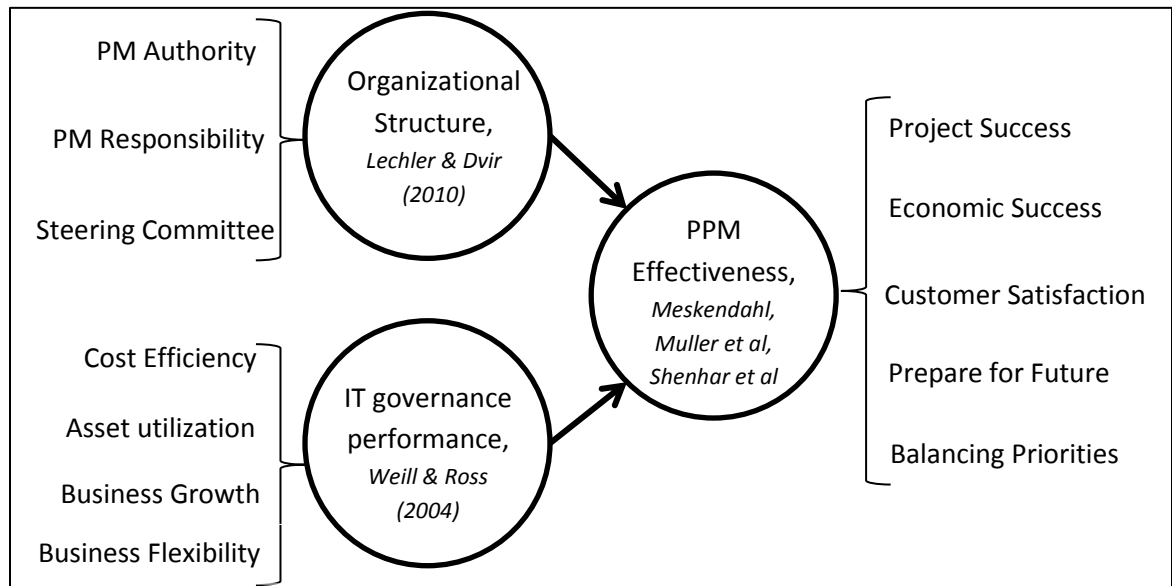 PM Authority
PM Responsibility
Steering Committee
Organizational
Structure,
Lechler & Dvir
(2010)
Cost Efficiency
Asset utilization
Business Growth
Business Flexibility
IT governance
performance,
Weill & Ross
(2004)
PPM
Effectiveness,
Meskendahl,
Muller et al,
Shenhar et al
Project Success
Economic Success
Customer Satisfaction
Prepare for Future
Balancing Priorities